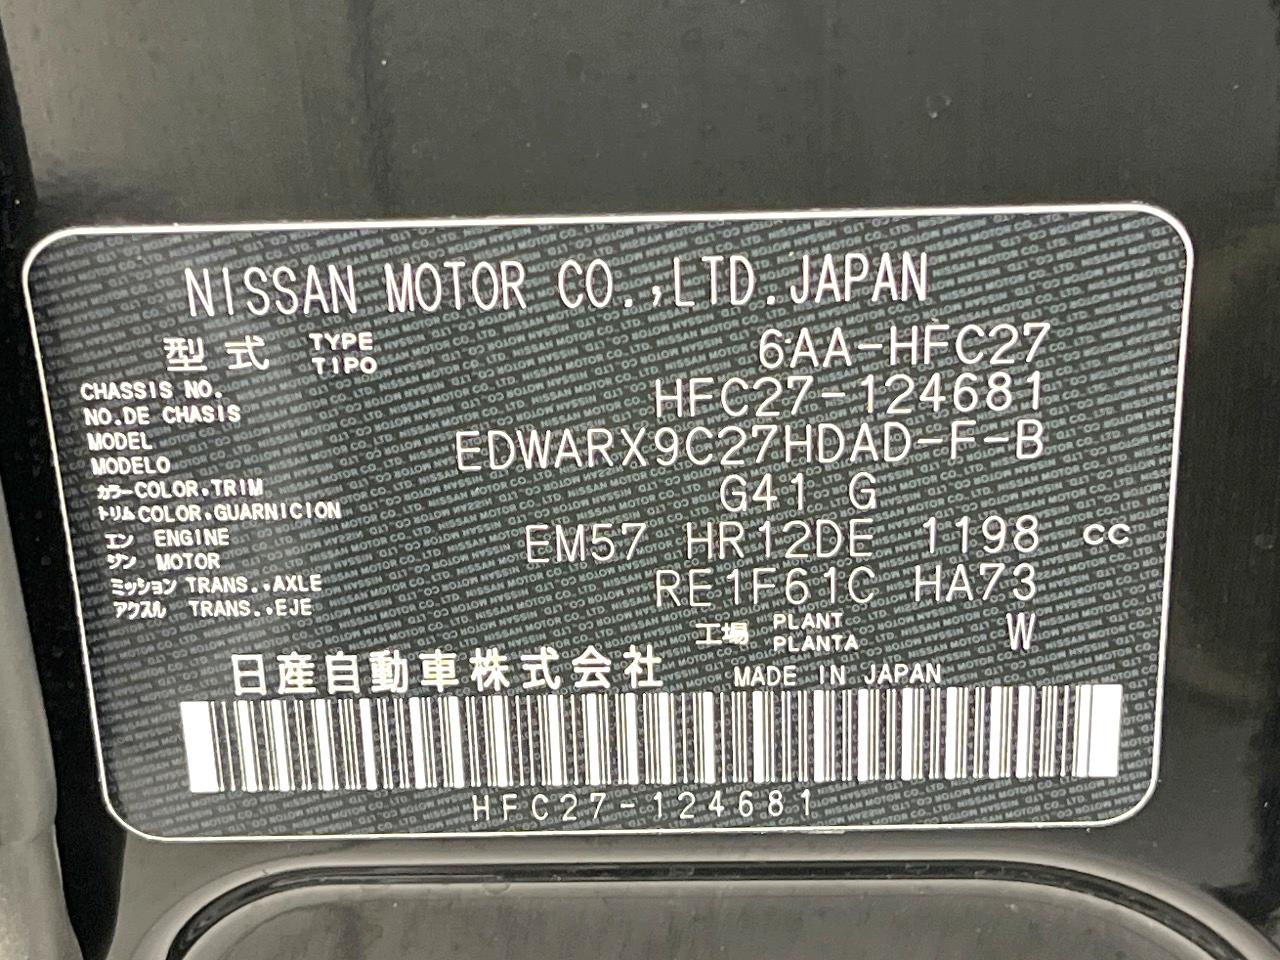 NISSAN MOTOR CO.,LTD.JAPAN
型式 TYPE TIPO 6AA-HFC27
CHASSIS NO. NO.DE CHASIS HFC27-124681
MODEL MODELO EDWARX9C27HDAD-F-B
カラー COLOR.TRIM G41 G
トリム COLOR.GUARNICION
エン ENGINE EM57 HR12DE 1198 cc
ジン MOTOR
ミッション TRANS..AXLE RE1F61C HA73
アクスル TRANS..EJE
工場 PLANT PLANTA W
日産自動車株式会社 MADE IN JAPAN
HFC27-124681